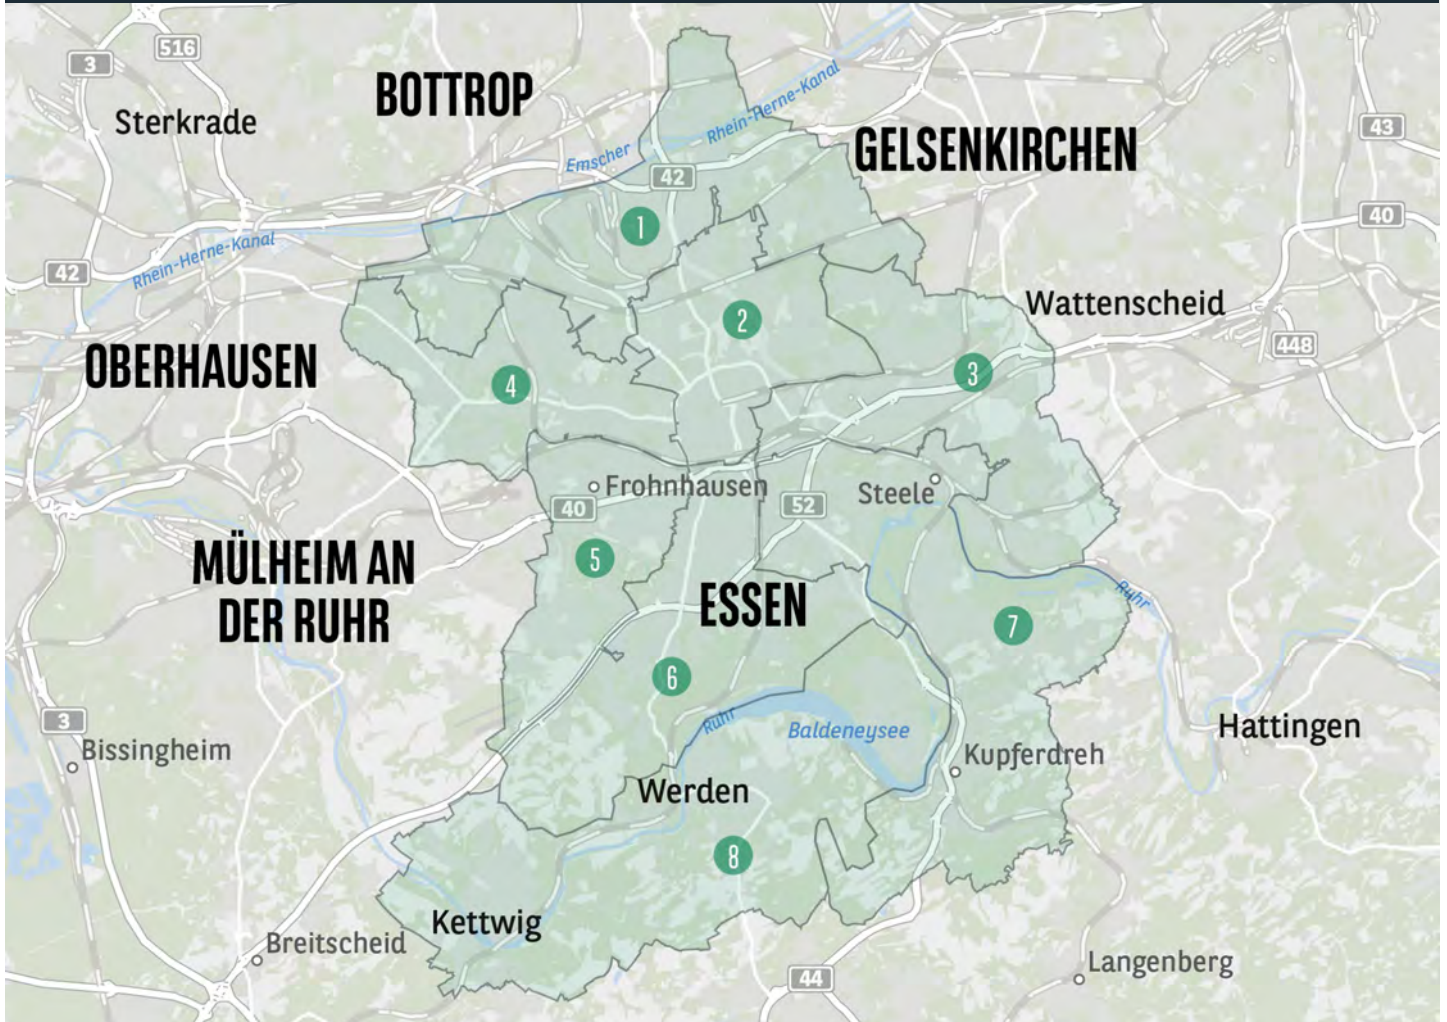 516
3
Sterkrade
BOTTROP
Rhein-Herne-Kanal
43
GELSENKIRCHEN
Emscher
42
40
1
Rhein-Herne-Kanal
42
Wattenscheid
2
448
OBERHAUSEN
3
4
Frohnhausen
Steele
40
52
MÜLHEIM AN
DER RUHR
5
ESSEN
Ruhr
7
6
3
Ruhr
Baldeneysee
Hattingen
Bissingheim
Kupferdreh
Werden
8
Kettwig
Breitscheid
Langenberg
44